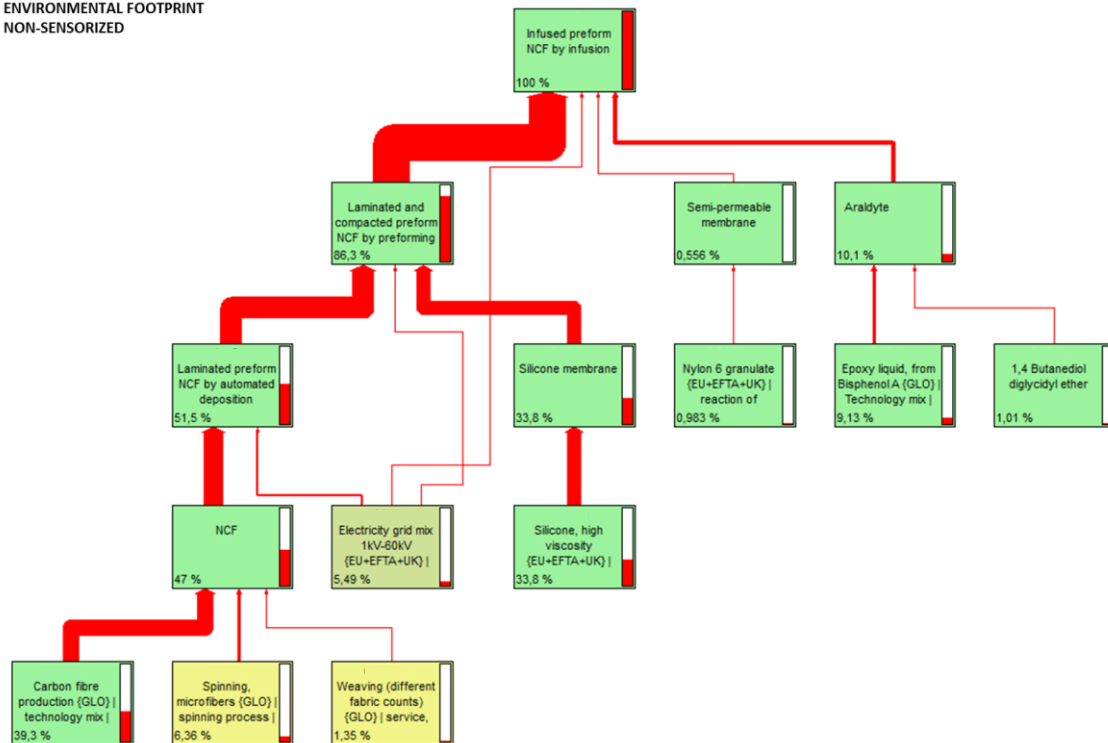 ENVIRONMENTAL FOOTPRINT
NON-SENSORIZED
Infused preform
NCF by infusion
100 %
Laminated and
compacted preform
NCF by preforming
86,3 %
Semi-permeable
membrane
0,556 %
Araldyte
10,1 %
Laminated preform
NCF by automated
deposition
51,5 %
Silicone membrane
33,8 %
Nylon 6 granulate
{EU+EFTA+UK} |
reaction of
0,983 %
Epoxy liquid, from
Bisphenol A {GLO} |
Technology mix |
9,13 %
1,4 Butanediol
diglycidyl ether
1,01 %
NCF
47 %
Electricity grid mix
1kV-60kV
{EU+EFTA+UK} |
5,49 %
Silicone, high
viscosity
{EU+EFTA+UK} |
33,8 %
Carbon fibre
production {GLO} |
technology mix |
39,3 %
Spinning,
microfibers {GLO} |
spinning process |
6,36 %
Weaving (different
fabric counts)
{GLO} | service,
1,35 %